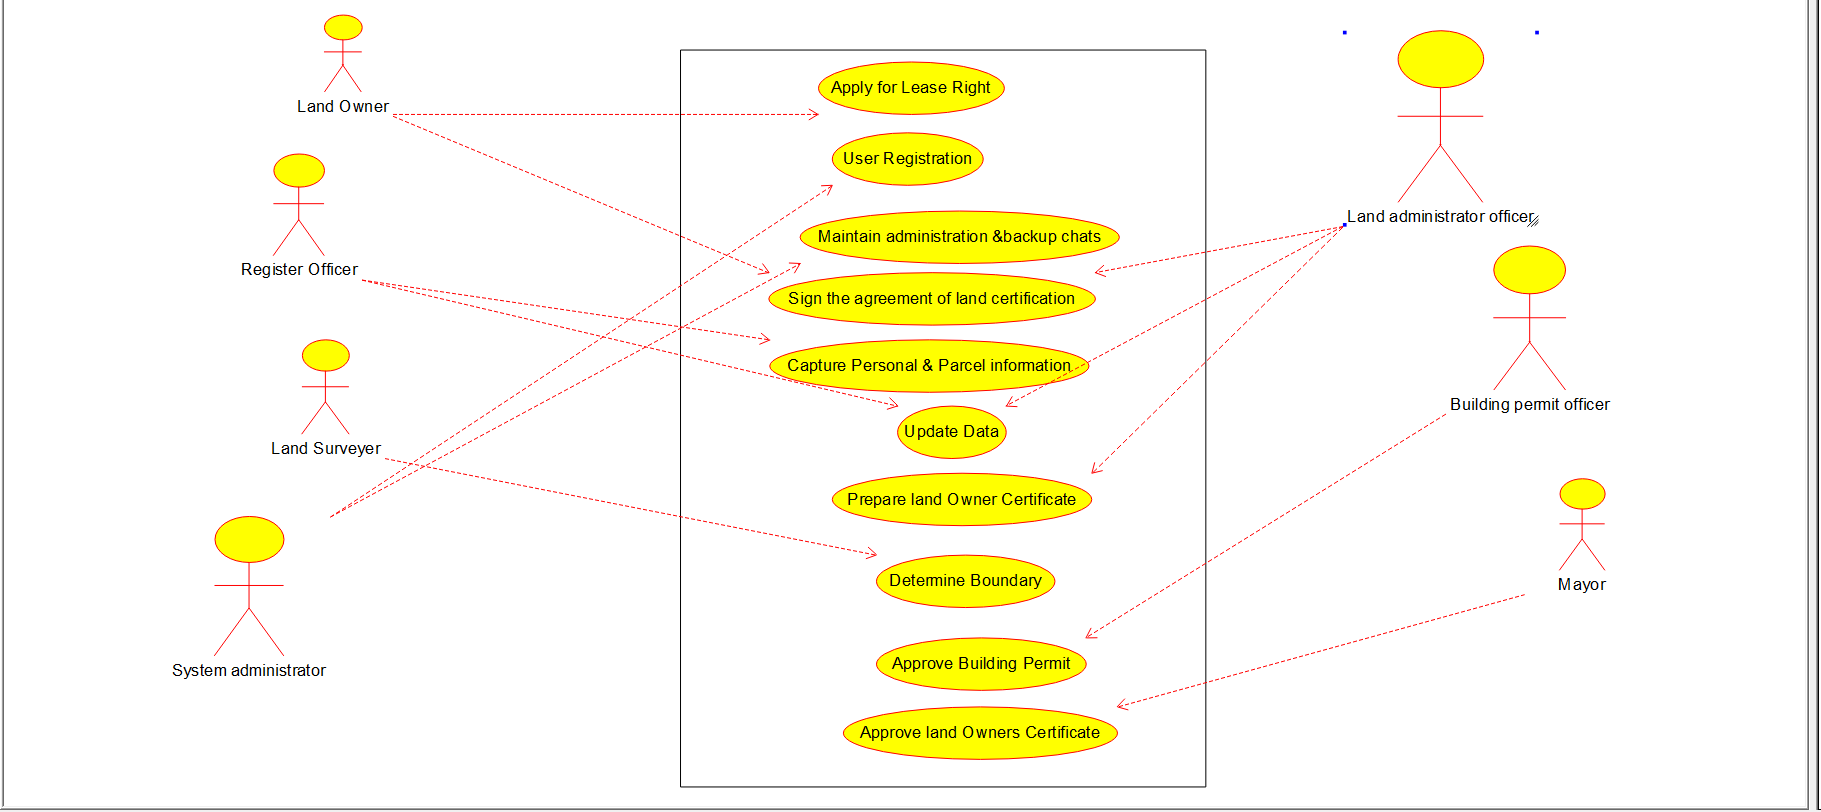 Land Owner
Register Officer
Land Surveyer
System administrator
Apply for Lease Right
User Registration
Maintain administration &backup chats
Sign the agreement of land certification
Capture Personal & Parcel information
Update Data
Prepare land Owner Certificate
Determine Boundary
Approve Building Permit
Approve land Owners Certificate
Land administrator officer
Building permit officer
Mayor